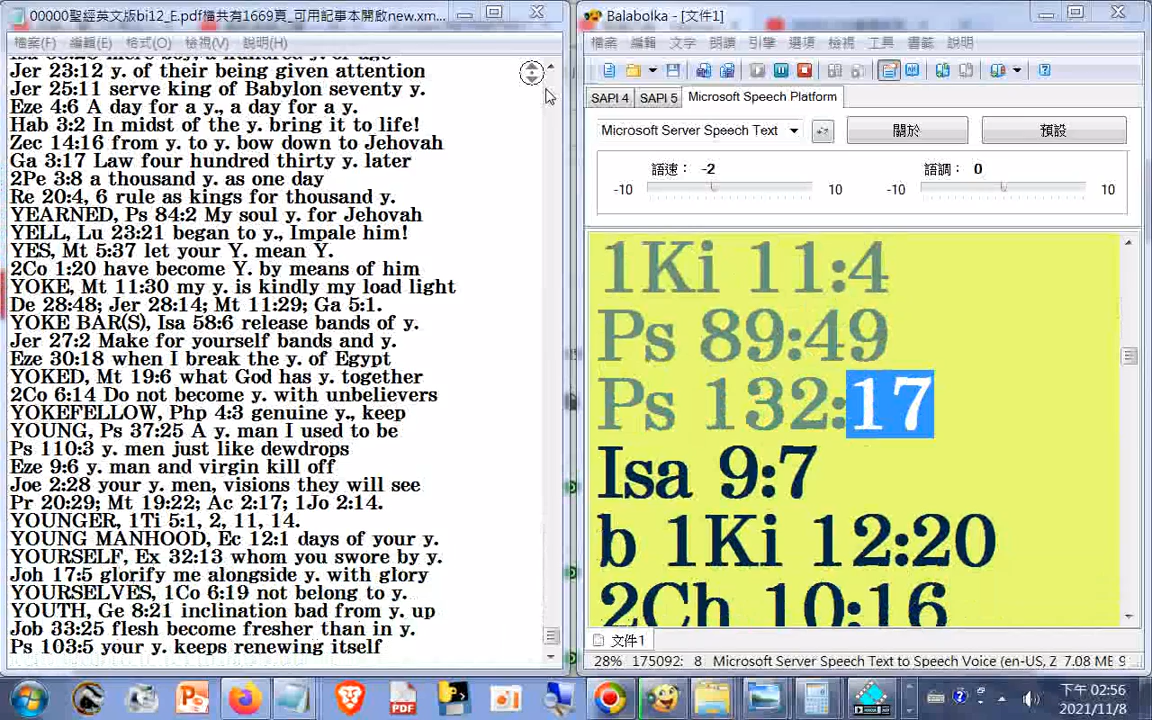 00000聖經英文版bi12_E.pdf檔共有1669頁_可用記事本開啟new.xm...
檔案(F) 編輯(E) 格式(O) 檢視(V) 說明(H)
Jer 23:12 y. of their being given attention
Jer 25:11 serve king of Babylon seventy y.
Eze 4:6 A day for a y., a day for a y.
Hab 3:2 In midst of the y. bring it to life!
Zec 14:16 from y. to y. bow down to Jehovah
Ga 3:17 Law four hundred thirty y. later
2Pe 3:8 a thousand y. as one day
Re 20:4, 6 rule as kings for thousand y.
YEARNED, Ps 84:2 My soul y. for Jehovah
YELL, Lu 23:21 began to y., Impale him!
YES, Mt 5:37 let your Y. mean Y.
2Co 1:20 have become Y. by means of him
YOKE, Mt 11:30 my y. is kindly my load light
De 28:48; Jer 28:14; Mt 11:29; Ga 5:1.
YOKE BAR(S), Isa 58:6 release bands of y.
Jer 27:2 Make for yourself bands and y.
Eze 30:18 when I break the y. of Egypt
YOKED, Mt 19:6 what God has y. together
2Co 6:14 Do not become y. with unbelievers
YOKEFELLOW, Php 4:3 genuine y., keep
YOUNG, Ps 37:25 A y. man I used to be
Ps 110:3 y. men just like dewdrops
Eze 9:6 y. man and virgin kill off
Joe 2:28 your y. men, visions they will see
Pr 20:29; Mt 19:22; Ac 2:17; 1Jo 2:14.
YOUNGER, 1Ti 5:1, 2, 11, 14.
YOUNG MANHOOD, Ec 12:1 days of your y.
YOURSELF, Ex 32:13 whom you swore by y.
Joh 17:5 glorify me alongside y. with glory
YOURSELVES, 1Co 6:19 not belong to y.
YOUTH, Ge 8:21 inclination bad from y. up
Job 33:25 flesh become fresher than in y.
Ps 103:5 your y. keeps renewing itself
Balabolka - [文件1]
檔案 編輯 文字 朗讀 引擎 選項 檢視 工具 書籤 說明
SAPI 4 SAPI 5 Microsoft Speech Platform
Microsoft Server Speech Text 關於 預設
語速: -2 語調: 0
-10 10 -10 10
1Ki 11:4
Ps 89:49
Ps 132:17
Isa 9:7
b 1Ki 12:20
2Ch 10:16
文件1
28% 175092: 8 Microsoft Server Speech Text to Speech Voice (en-US, Z 7.08 MB 9
PDF
下午 02:56
2021/11/8